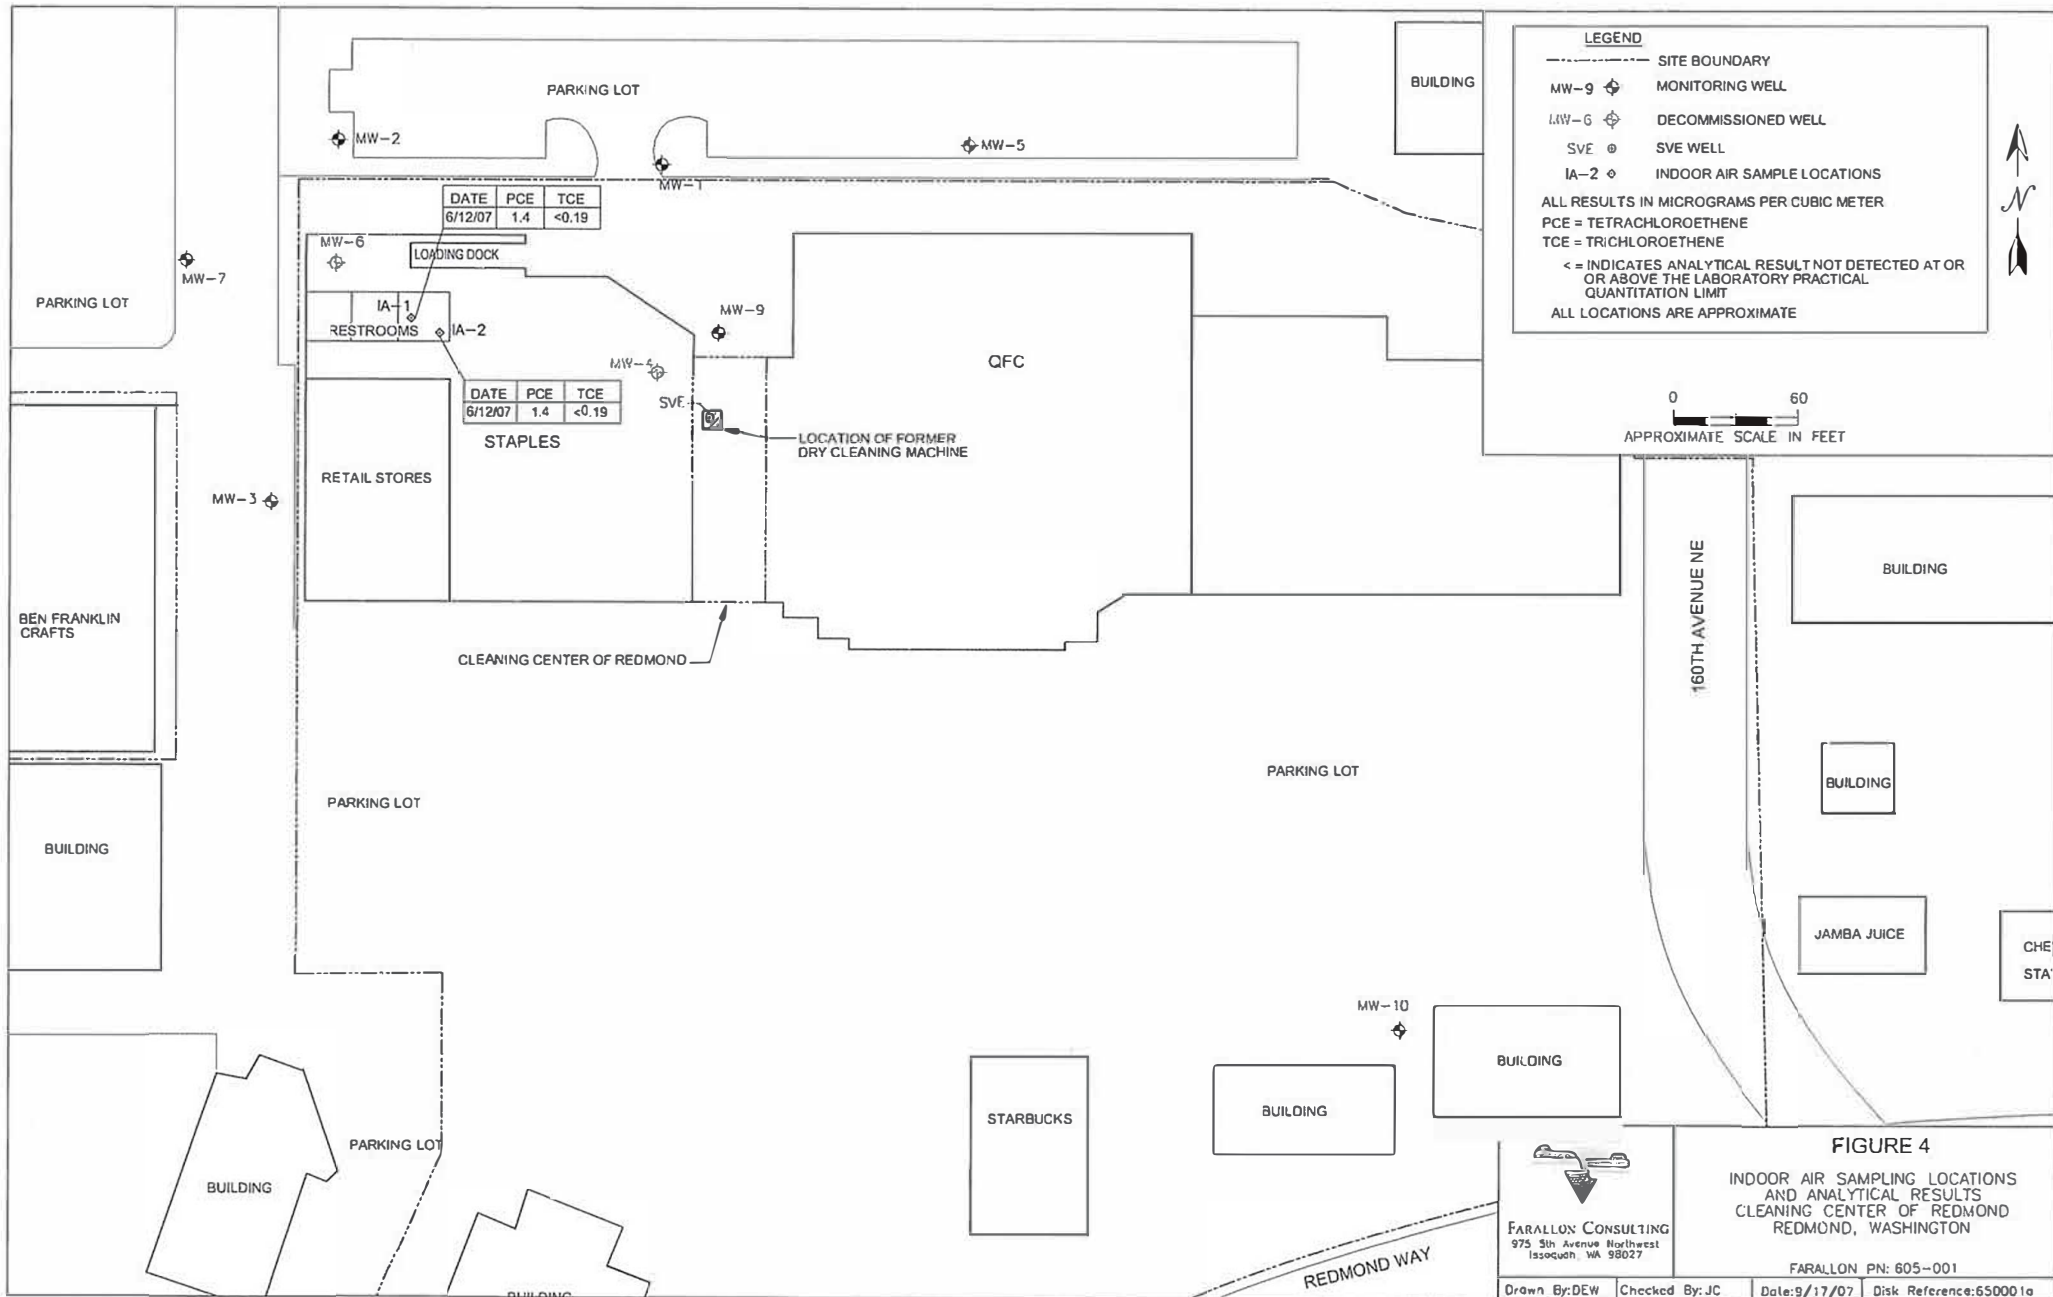 LEGEND
SITE BOUNDARY
MW-9 MONITORING WELL
MW-6 DECOMMISSIONED WELL
SVE SVE WELL
IA-2 INDOOR AIR SAMPLE LOCATIONS
ALL RESULTS IN MICROGRAMS PER CUBIC METER
PCE = TETRACHLOROETHENE
TCE = TRICHLOROETHENE
< = INDICATES ANALYTICAL RESULT NOT DETECTED AT OR
OR ABOVE THE LABORATORY PRACTICAL
QUANTITATION LIMIT
ALL LOCATIONS ARE APPROXIMATE
N
0 60
APPROXIMATE SCALE IN FEET
PARKING LOT
BUILDING
MW-2
MW-5
MW-1
DATE PCE TCE
6/12/07 1.4 <0.19
MW-6
LOADING DOCK
MW-7
PARKING LOT
IA-1
RESTROOMS
IA-2
MW-9
MW-4
QFC
DATE PCE TCE
6/12/07 1.4 <0.19
SVE
STAPLES
LOCATION OF FORMER
DRY CLEANING MACHINE
RETAIL STORES
MW-3
BEN FRANKLIN
CRAFTS
CLEANING CENTER OF REDMOND
160TH AVENUE NE
BUILDING
PARKING LOT
PARKING LOT
BUILDING
BUILDING
JAMBA JUICE
CHE
STA
MW-10
BUILDING
BUILDING
STARBUCKS
PARKING LOT
BUILDING
BUILDING
REDMOND WAY
FARALLON CONSULTING
975 5th Avenue Northwest
Issaquah, WA 98027
FIGURE 4
INDOOR AIR SAMPLING LOCATIONS
AND ANALYTICAL RESULTS
CLEANING CENTER OF REDMOND
REDMOND, WASHINGTON
FARALLON PN: 605-001
Drawn By:DEW Checked By: JC Date:9/17/07 Disk Reference:650001a